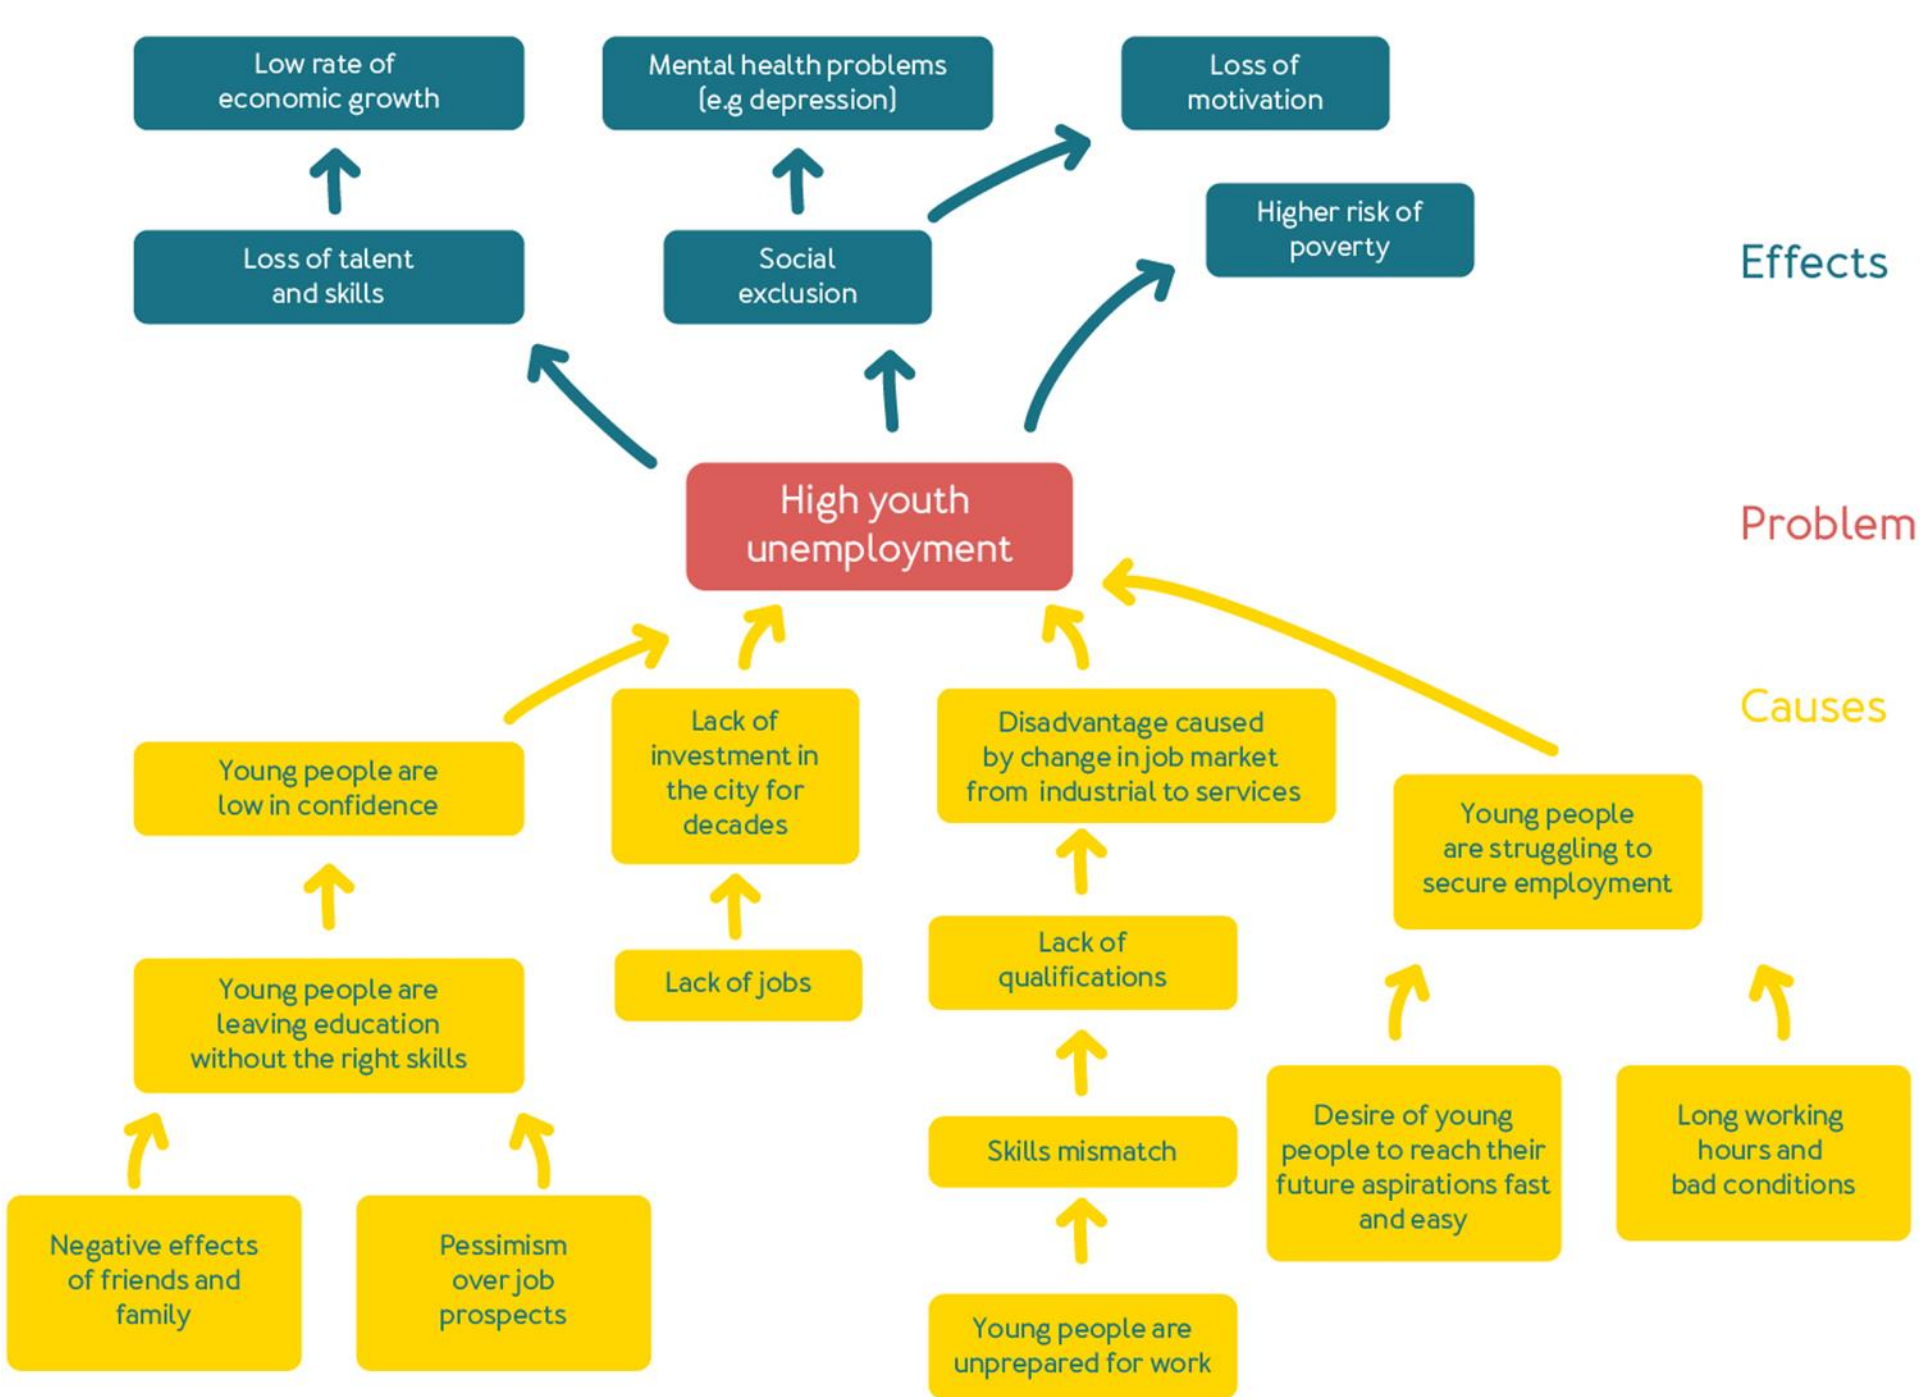 Low rate of
economic growth
Mental health problems
(e.g depression)
Loss of
motivation
Higher risk of
poverty
Loss of talent
and skills
Social
exclusion
Effects
High youth
unemployment
Problem
Causes
Young people are
low in confidence
Lack of
investment in
the city for
decades
Disadvantage caused
by change in job market
from industrial to services
Young people
are struggling to
secure employment
Young people are
leaving education
without the right skills
Lack of jobs
Lack of
qualifications
Skills mismatch
Desire of young
people to reach their
future aspirations fast
and easy
Long working
hours and
bad conditions
Negative effects
of friends and
family
Pessimism
over job
prospects
Young people are
unprepared for work